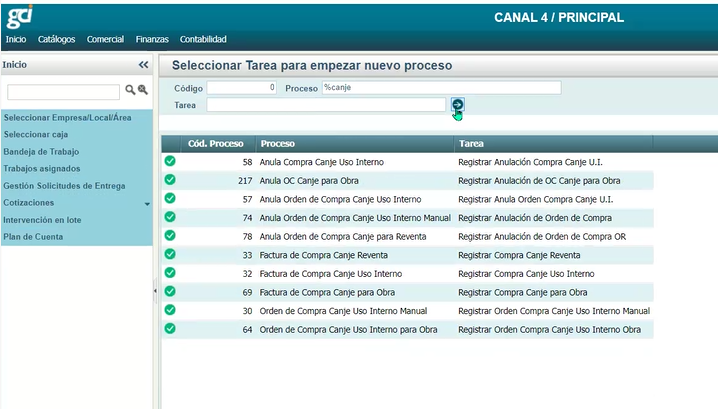 gci
CANAL 4 / PRINCIPAL
Inicio Catálogos Comercial Finanzas Contabilidad
Inicio
Seleccionar Empresa/Local/Área
Seleccionar caja
Bandeja de Trabajo
Trabajos asignados
Gestión Solicitudes de Entrega
Cotizaciones
Intervención en lote
Plan de Cuenta
Seleccionar Tarea para empezar nuevo proceso
Código 0 Proceso %canje
Tarea
Cód. Proceso Proceso Tarea
58 Anula Compra Canje Uso Interno Registrar Anulación Compra Canje U.I.
217 Anula OC Canje para Obra Registrar Anulación de OC Canje para Obra
57 Anula Orden de Compra Canje Uso Interno Registrar Anula Orden Compra Canje U.I.
74 Anula Orden de Compra Canje Uso Interno Manual Registrar Anulación de Orden de Compra
78 Anula Orden de Compra Canje para Reventa Registrar Anulación de Orden de Compra OR
33 Factura de Compra Canje Reventa Registrar Compra Canje Reventa
32 Factura de Compra Canje Uso Interno Registrar Compra Canje Uso Interno
69 Factura de Compra Canje para Obra Registrar Compra Canje para Obra
30 Orden de Compra Canje Uso Interno Manual Registrar Orden Compra Canje Uso Interno Manual
64 Orden de Compra Canje Uso Interno para Obra Registrar Orden Compra Canje Uso Interno Obra